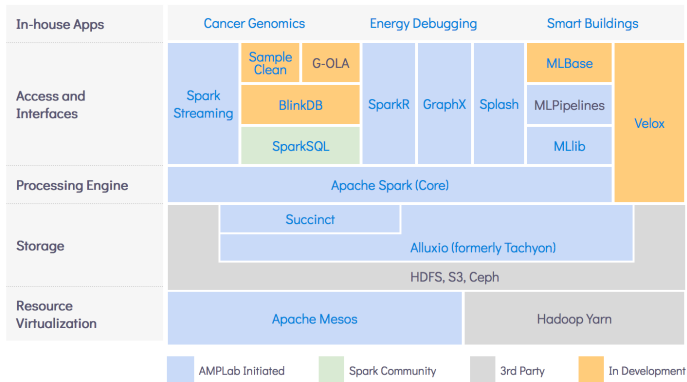 In-house Apps
Cancer Genomics
Energy Debugging
Smart Buildings
Access and
Interfaces
Spark
Streaming
Sample
Clean
G-OLA
BlinkDB
SparkSQL
SparkR
GraphX
Splash
MLBase
MLPipelines
MLlib
Velox
Processing Engine
Apache Spark (Core)
Storage
Succinct
Alluxio (formerly Tachyon)
HDFS, S3, Ceph
Resource
Virtualization
Apache Mesos
Hadoop Yarn
AMPLab Initiated
Spark Community
3rd Party
In Development